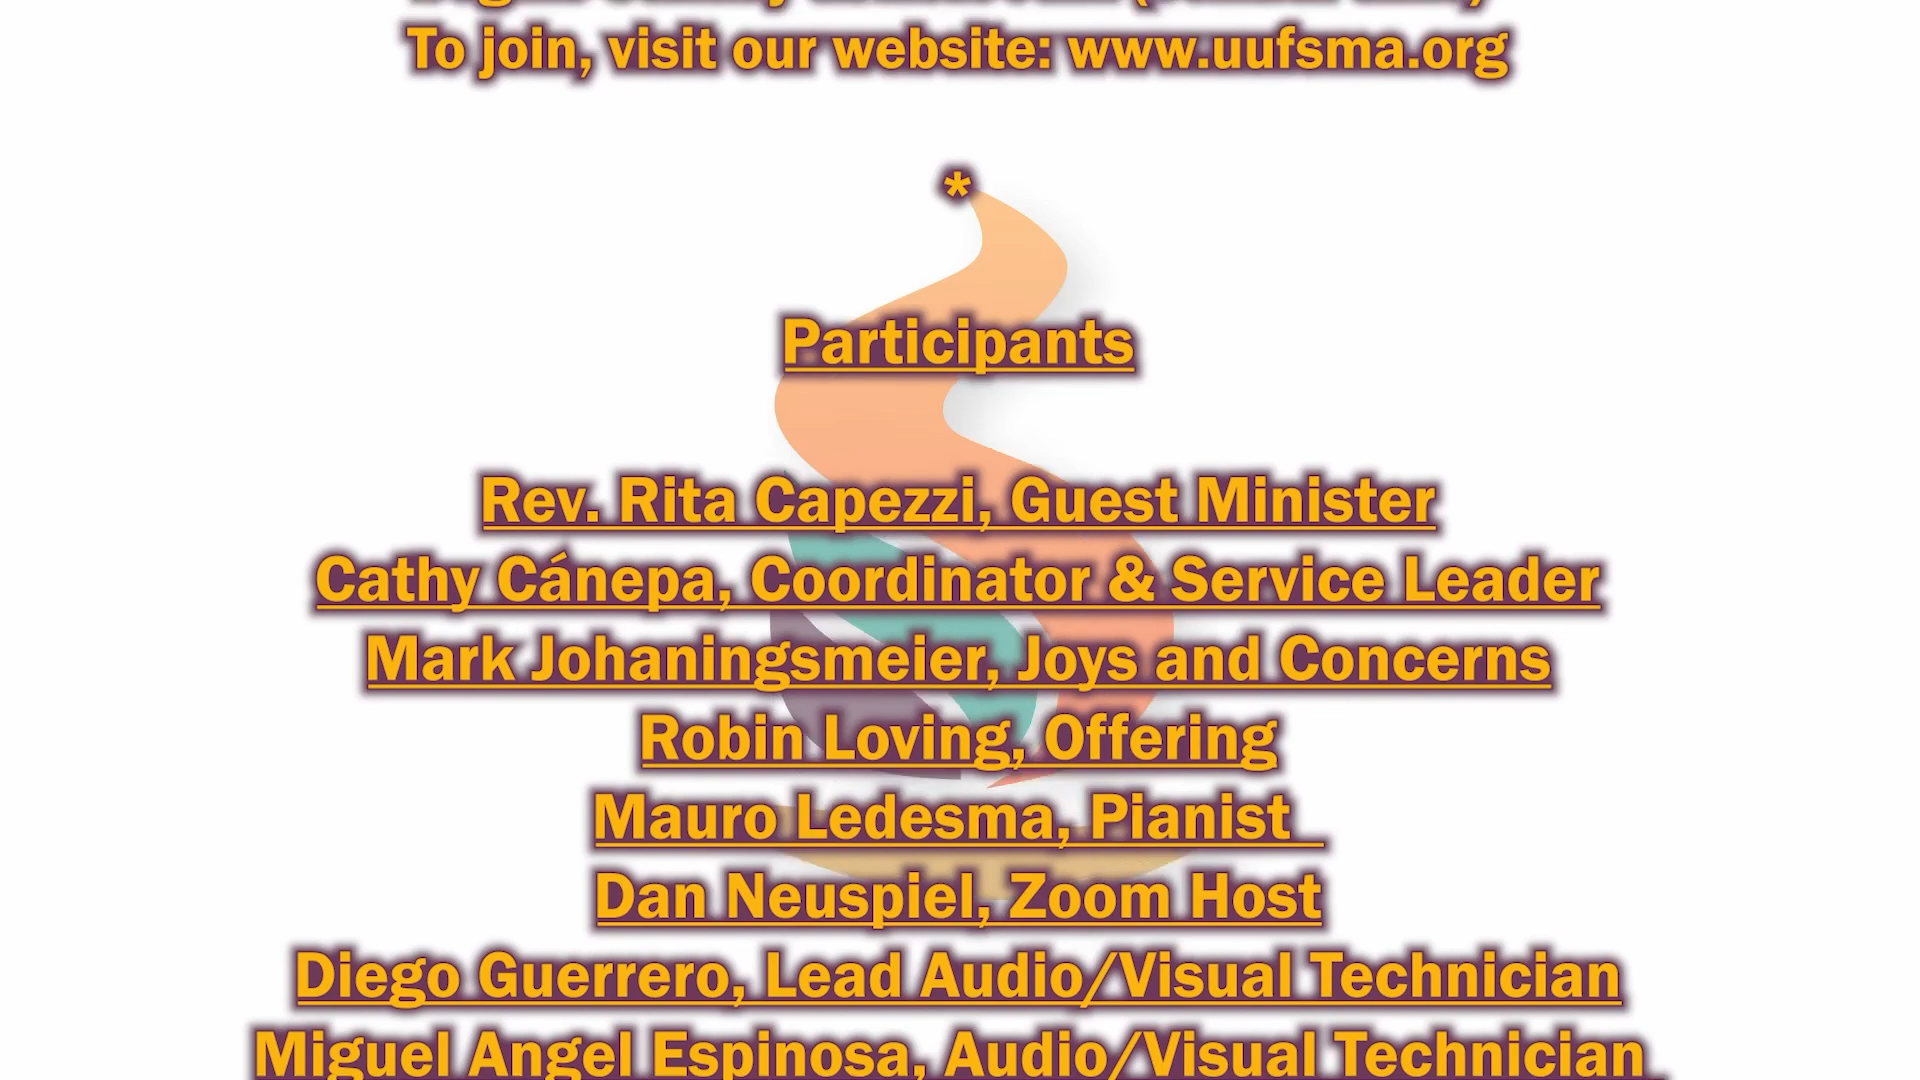 To join, visit our website: www.uufsma.org
*
Participants
Rev. Rita Capezzi, Guest Minister
Cathy Cánepa, Coordinator & Service Leader
Mark Johaningsmeier, Joys and Concerns
Robin Loving, Offering
Mauro Ledesma, Pianist
Dan Neuspiel, Zoom Host
Diego Guerrero, Lead Audio/Visual Technician
Miguel Angel Espinosa, Audio/Visual Technician